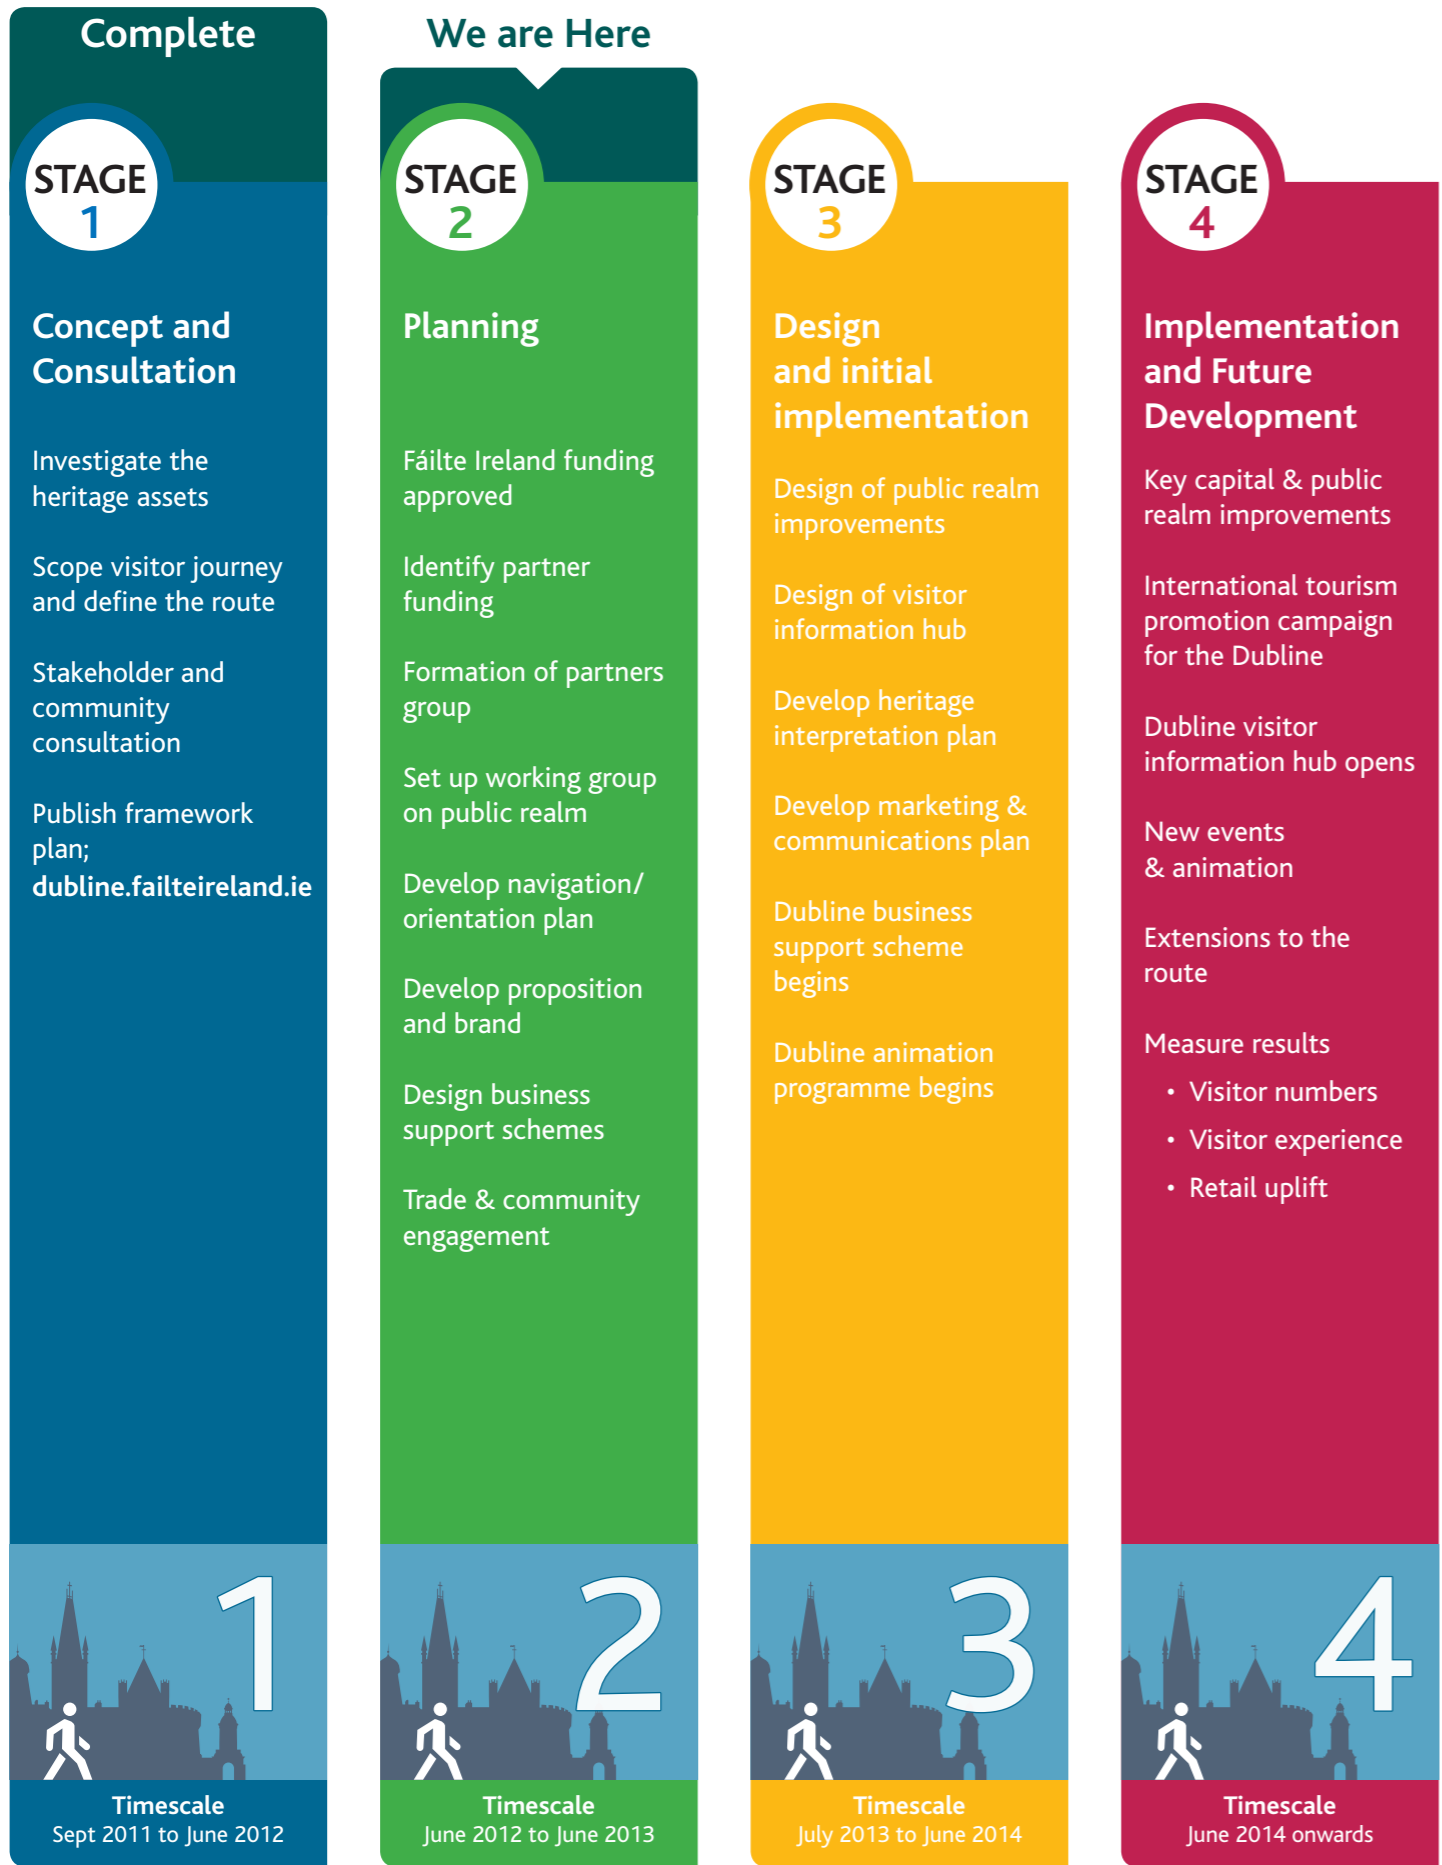 Complete
STAGE
1
Concept and
Consultation
Investigate the
heritage assets
Scope visitor journey
and define the route
Stakeholder and
community
consultation
Publish framework
plan;
dubline.failteireland.ie
1
Timescale
Sept 2011 to June 2012
We are Here
STAGE
2
Planning
Fáilte Ireland funding
approved
Identify partner
funding
Formation of partners
group
Set up working group
on public realm
Develop navigation/
orientation plan
Develop proposition
and brand
Design business
support schemes
Trade & community
engagement
2
Timescale
June 2012 to June 2013
STAGE
3
Design
and initial
implementation
Design of public realm
improvements
Design of visitor
information hub
Develop heritage
interpretation plan
Develop marketing &
communications plan
Dubline business
support scheme
begins
Dubline animation
programme begins
3
Timescale
July 2013 to June 2014
STAGE
4
Implementation
and Future
Development
Key capital & public
realm improvements
International tourism
promotion campaign
for the Dubline
Dubline visitor
information hub opens
New events
& animation
Extensions to the
route
Measure results
• Visitor numbers
• Visitor experience
• Retail uplift
4
Timescale
June 2014 onwards